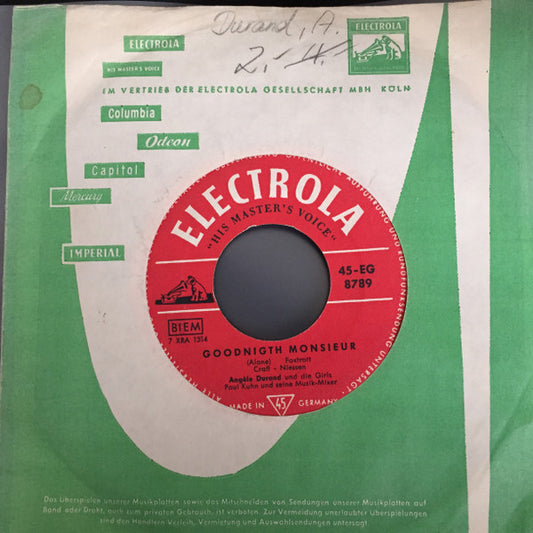 Durand, A.
2,-
ELECTROLA
HIS MASTER'S VOICE
IM VERTRIEB DER ELECTROLA GESELLSCHAFT MBH KÖLN
Columbia
Odeon
Capitol
Mercury
IMPERIAL
ELECTROLA
ELECTROLA
"HIS MASTER'S VOICE"
45-EG
8789
BIEM
7 XRA 1314
GOODNIGTH MONSIEUR
(Alone) Foxtrott
Craft - Niessen
Angèle Durand und die Girls
Paul Kuhn und seine Musik-Mixer
MADE IN 45 GERMANY
AUFFÜHRUNG UND RUNDFUNKSENDUNG UNTERSAGT
Das Überspielen unserer Musikplatten sowie das Mitschneiden von Sendungen unserer Musikplatten auf
Band oder Draht, auch zum privaten Gebrauch, ist verboten. Zur Vermeidung unerlaubter Überspielungen
sind den Händlern Verleih, Vermietung und Auswahlsendungen untersagt.